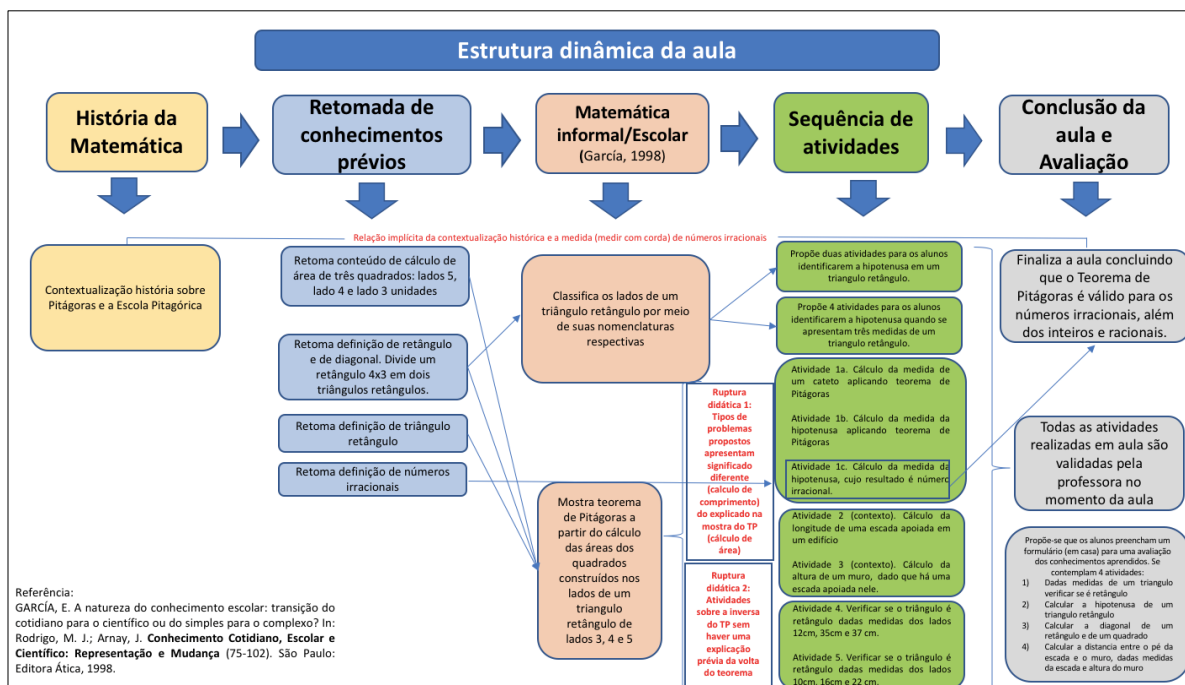 Estrutura dinâmica da aula
História da
Matemática
Retomada de
conhecimentos
prévios
Matemática
informal/Escolar
(García, 1998)
Sequência de
atividades
Conclusão da
aula e
Avaliação
Relação implícita da contextualização histórica e a medida (medir com corda) de números irracionais
Contextualização história sobre
Pitágoras e a Escola Pitagórica
Retoma conteúdo de cálculo de
área de três quadrados: lados 5,
lado 4 e lado 3 unidades
Retoma definição de retângulo
e de diagonal. Divide um
retângulo 4x3 em dois
triângulos retângulos.
Retoma definição de triângulo
retângulo
Retoma definição de números
irracionais
Classifica os lados de um
triângulo retângulo por meio
de suas nomenclaturas
respectivas
Mostra teorema
de Pitágoras a
partir do cálculo
das áreas dos
quadrados
construídos nos
lados de um
triangulo
retângulo de
lados 3, 4 e 5
Ruptura
didática 1:
Tipos de
problemas
propostos
apresentam
significado
diferente
(calculo de
comprimento)
do explicado na
mostra do TP
(cálculo de
área)
Ruptura
didática 2:
Atividades
sobre a inversa
do TP sem
haver uma
explicação
prévia da volta
do teorema
Propõe duas atividades para os alunos
identificarem a hipotenusa em um
triangulo retângulo.
Propõe 4 atividades para os alunos
identificarem a hipotenusa quando se
apresentam três medidas de um
triangulo retângulo.
Atividade 1a. Cálculo da medida de
um cateto aplicando teorema de
Pitágoras
Atividade 1b. Cálculo da medida da
hipotenusa aplicando teorema de
Pitágoras
Atividade 1c. Cálculo da medida da
hipotenusa, cujo resultado é número
irracional.
Atividade 2 (contexto). Cálculo da
longitude de uma escada apoiada em
um edifício
Atividade 3 (contexto). Cálculo da
altura de um muro, dado que há uma
escada apoiada nele.
Atividade 4. Verificar se o triângulo é
retângulo dadas medidas dos lados
12cm, 35cm e 37 cm.
Atividade 5. Verificar se o triângulo é
retângulo dadas medidas dos lados
10cm, 16cm e 22 cm.
Finaliza a aula concluindo
que o Teorema de
Pitágoras é válido para os
números irracionais, além
dos inteiros e racionais.
Todas as atividades
realizadas em aula são
validadas pela
professora no
momento da aula
Propõe-se que os alunos preencham um
formulário (em casa) para uma avaliação
dos conhecimentos aprendidos. Se
contemplam 4 atividades:
1) Dadas medidas de um triangulo
verificar se é retângulo
2) Calcular a hipotenusa de um
triangulo retângulo
3) Calcular a diagonal de um
retângulo e de um quadrado
4) Calcular a distancia entre o pé da
escada e o muro, dadas medidas
da escada e altura do muro
Referência:
GARCÍA, E. A natureza do conhecimento escolar: transição do
cotidiano para o científico ou do simples para o complexo? In:
Rodrigo, M. J.; Arnay, J. Conhecimento Cotidiano, Escolar e
Científico: Representação e Mudança (75-102). São Paulo:
Editora Ática, 1998.